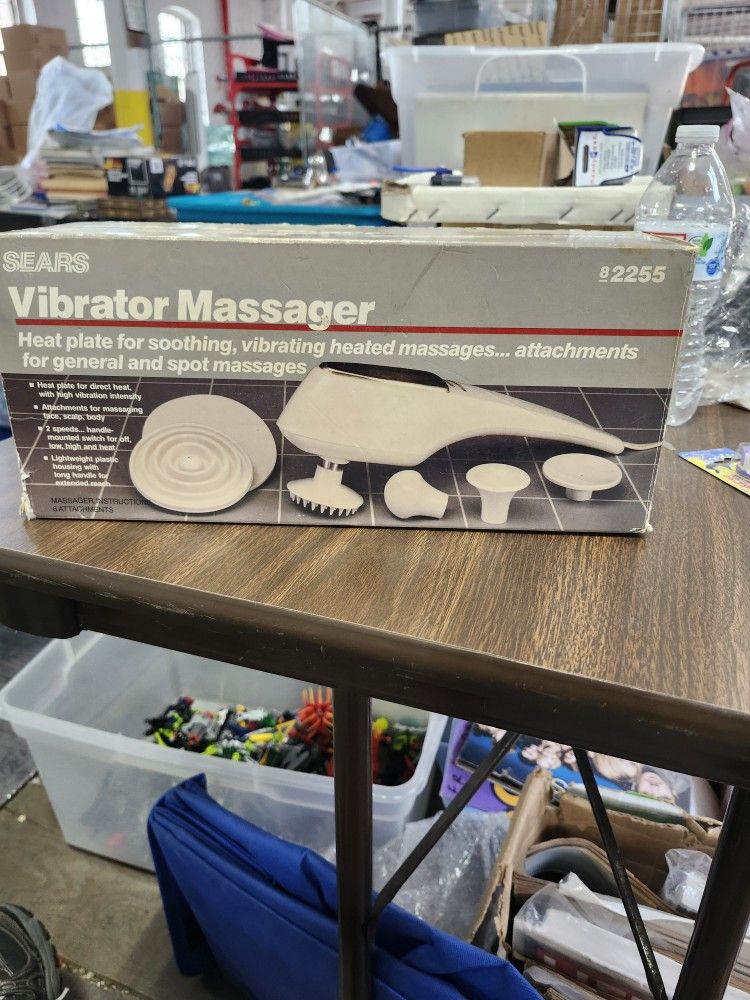 SEARS
82255
Vibrator Massager
Heat plate for soothing, vibrating heated massages... attachments
for general and spot massages
■ Heat plate for direct heat,
with high vibration intensity
■ Attachments for massaging
face, scalp, body
■ 2 speeds... handle-
mounted switch for off,
low, high and heat
■ Lightweight plastic
housing with
long handle for
extended reach
MASSAGER, INSTRUCTIONS
6 ATTACHMENTS